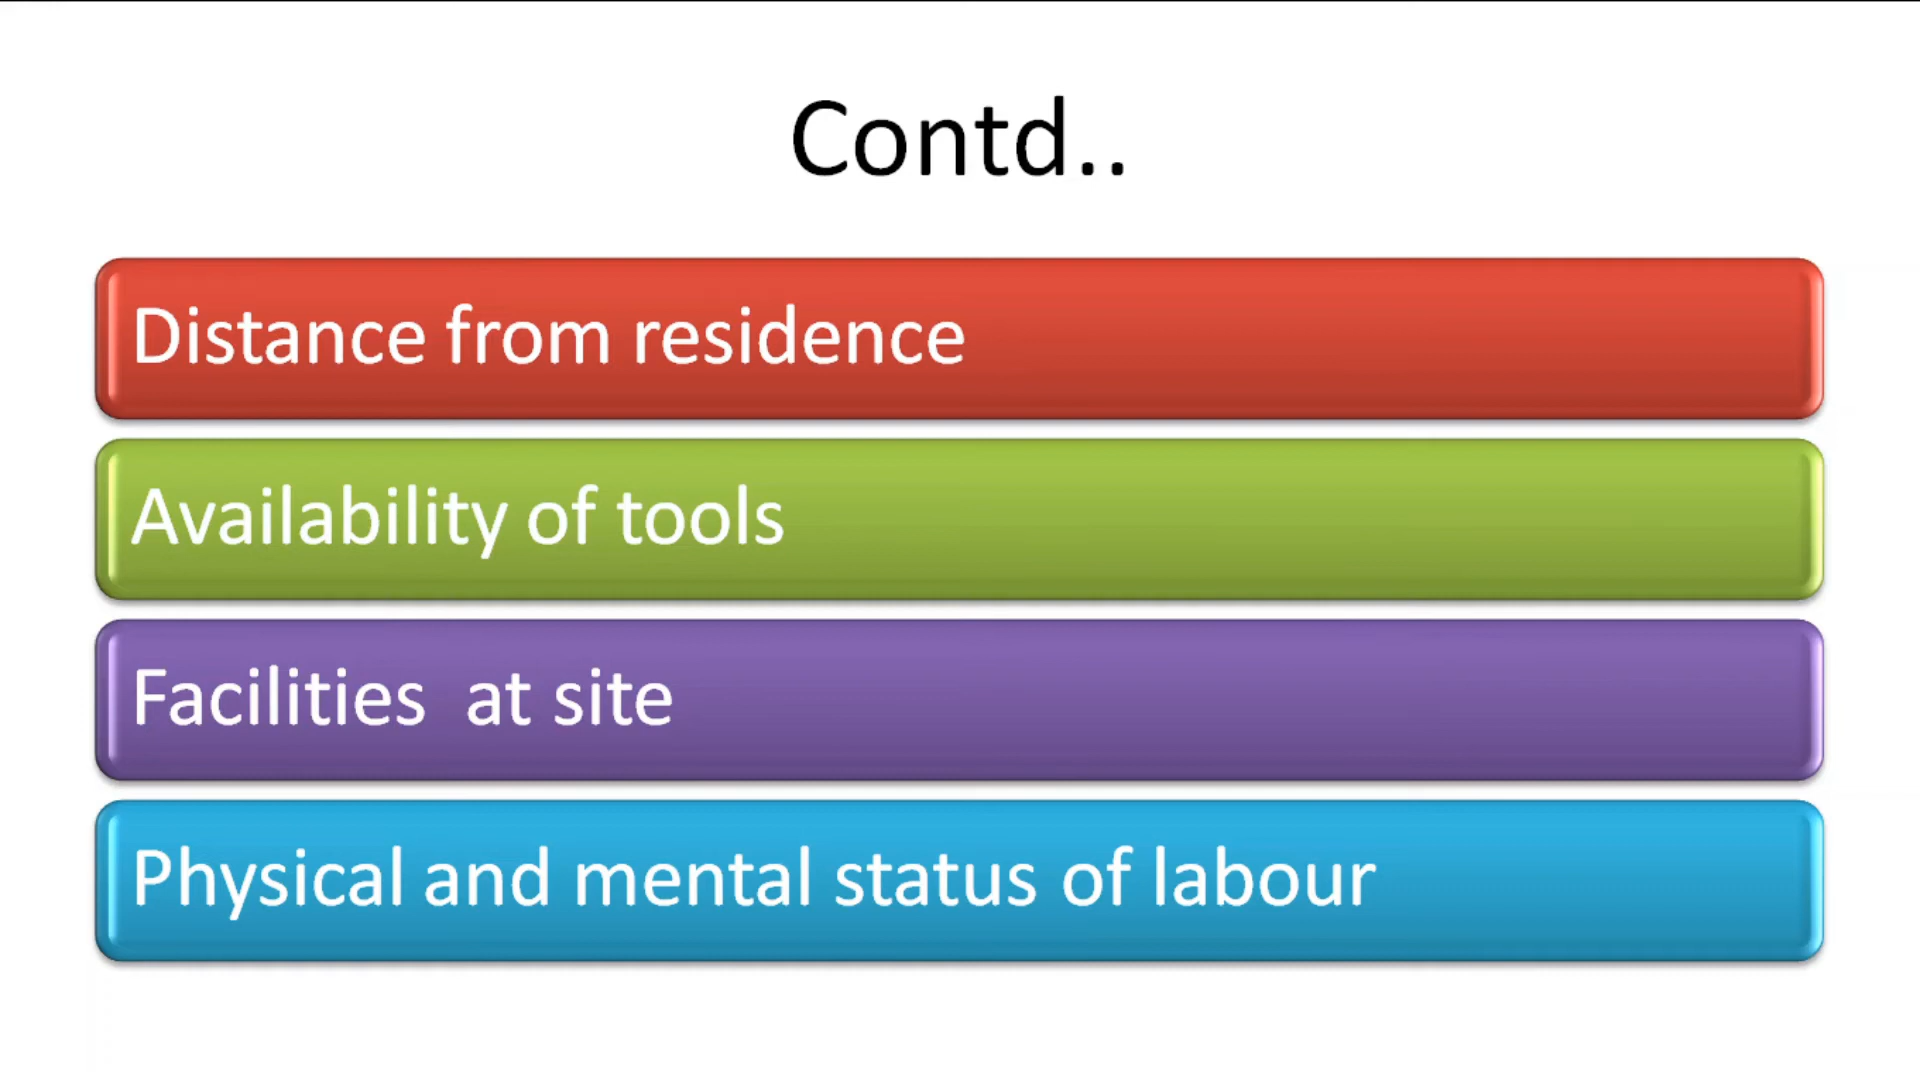 Contd..
Distance from residence
Availability of tools
Facilities  at site
Physical and mental status of labour